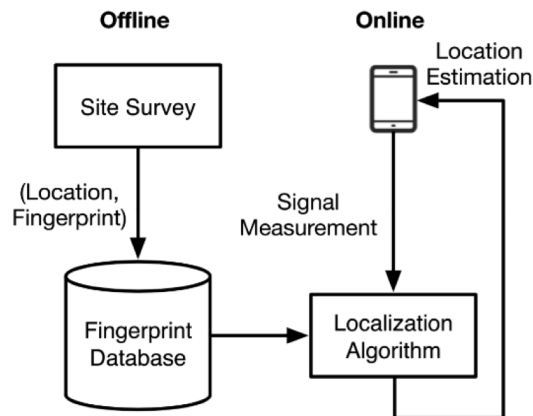 Offline
Online
Location
Estimation
Site Survey
(Location,
Fingerprint)
Signal
Measurement
Fingerprint
Database
Localization
Algorithm